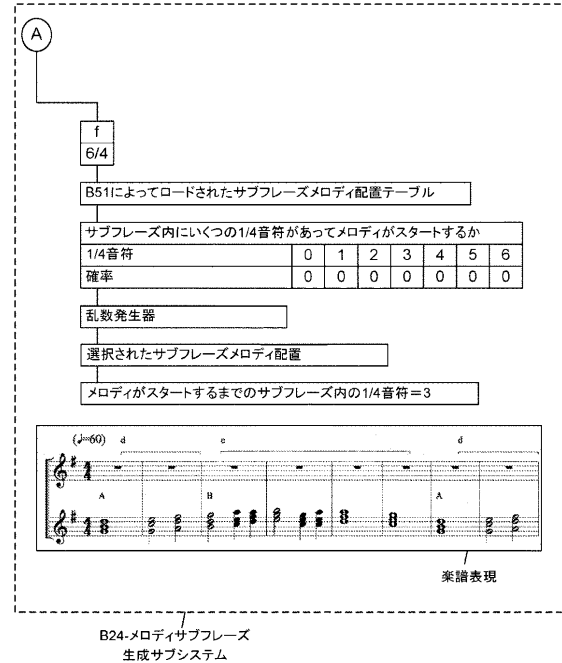 A
f
6/4
B51によってロードされたサブフレーズメロディ配置テーブル
サブフレーズ内にいくつの1/4音符があってメロディがスタートするか
1/4音符 0 1 2 3 4 5 6
確率 0 0 0 0 0 0 0
乱数発生器
選択されたサブフレーズメロディ配置
メロディがスタートするまでのサブフレーズ内の1/4音符=3
(♩=60) d e d
A B A
楽譜表現
B24-メロディサブフレーズ
生成サブシステム